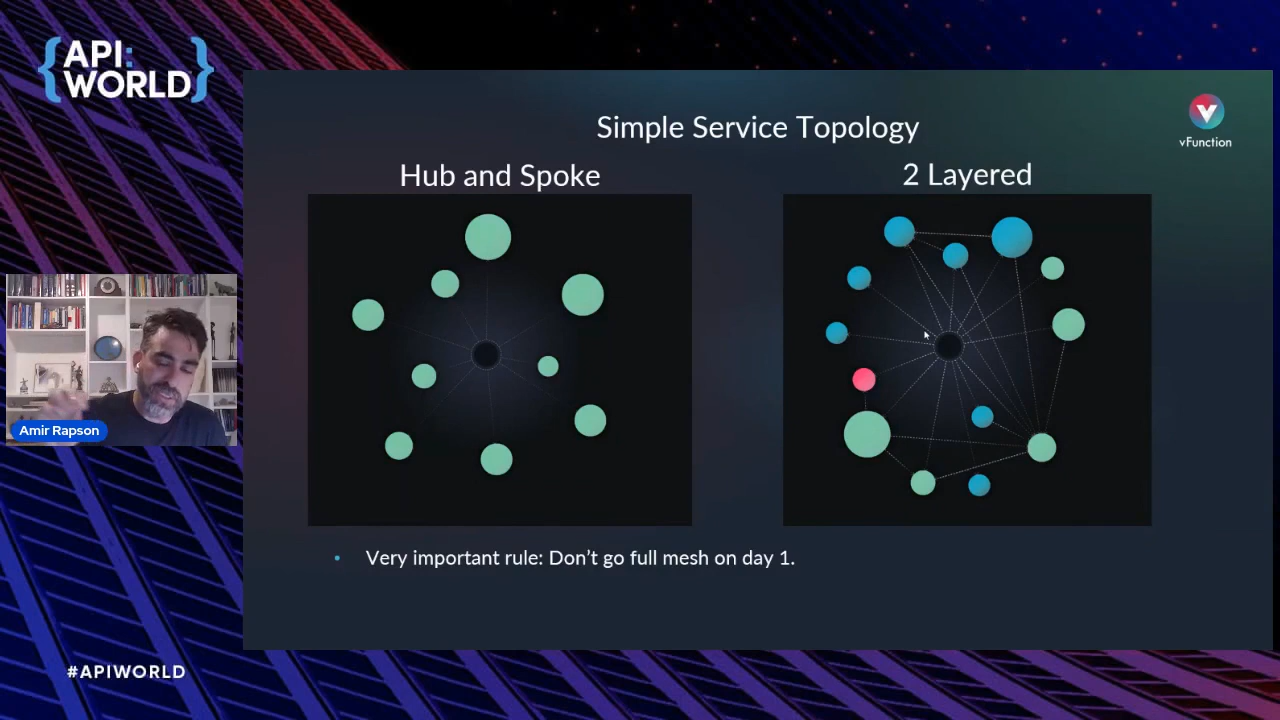 {API:
WORLD}
vFunction
Simple Service Topology
Hub and Spoke
2 Layered
Amir Rapson
• Very important rule: Don’t go full mesh on day 1.
#APIWORLD